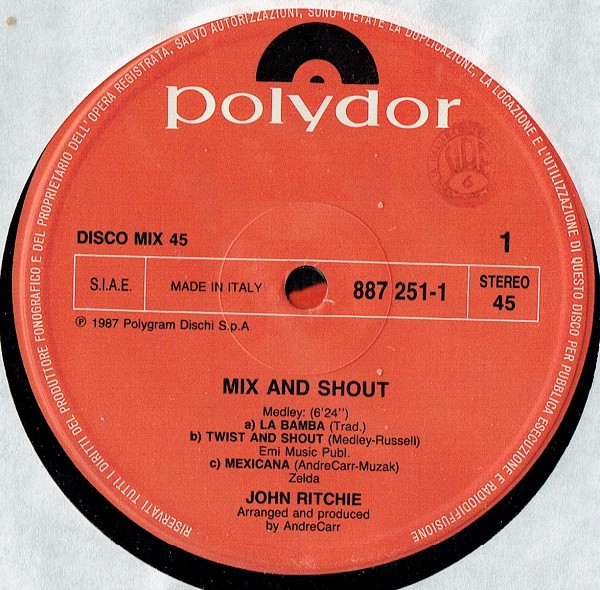 RISERVATI TUTTI I DIRITTI DEL PRODUTTORE FONOGRAFICO E DEL PROPRIETARIO DELL'OPERA REGISTRATA. SALVO AUTORIZZAZIONI, SONO VIETATE LA DUPLICAZIONE, LA LOCAZIONE E L'UTILIZZAZIONE DI QUESTO DISCO PER PUBBLICA ESECUZIONE E RADIODIFFUSIONE
polydor
DISCO MIX 45
1
S.I.A.E.
MADE IN ITALY
887 251-1
STEREO
45
℗ 1987 Polygram Dischi S.p.A
MIX AND SHOUT
Medley: (6'24'')
a) LA BAMBA (Trad.)
b) TWIST AND SHOUT (Medley-Russell)
Emi Music Publ.
c) MEXICANA (AndreCarr-Muzak)
Zelda
JOHN RITCHIE
Arranged and produced
by AndreCarr